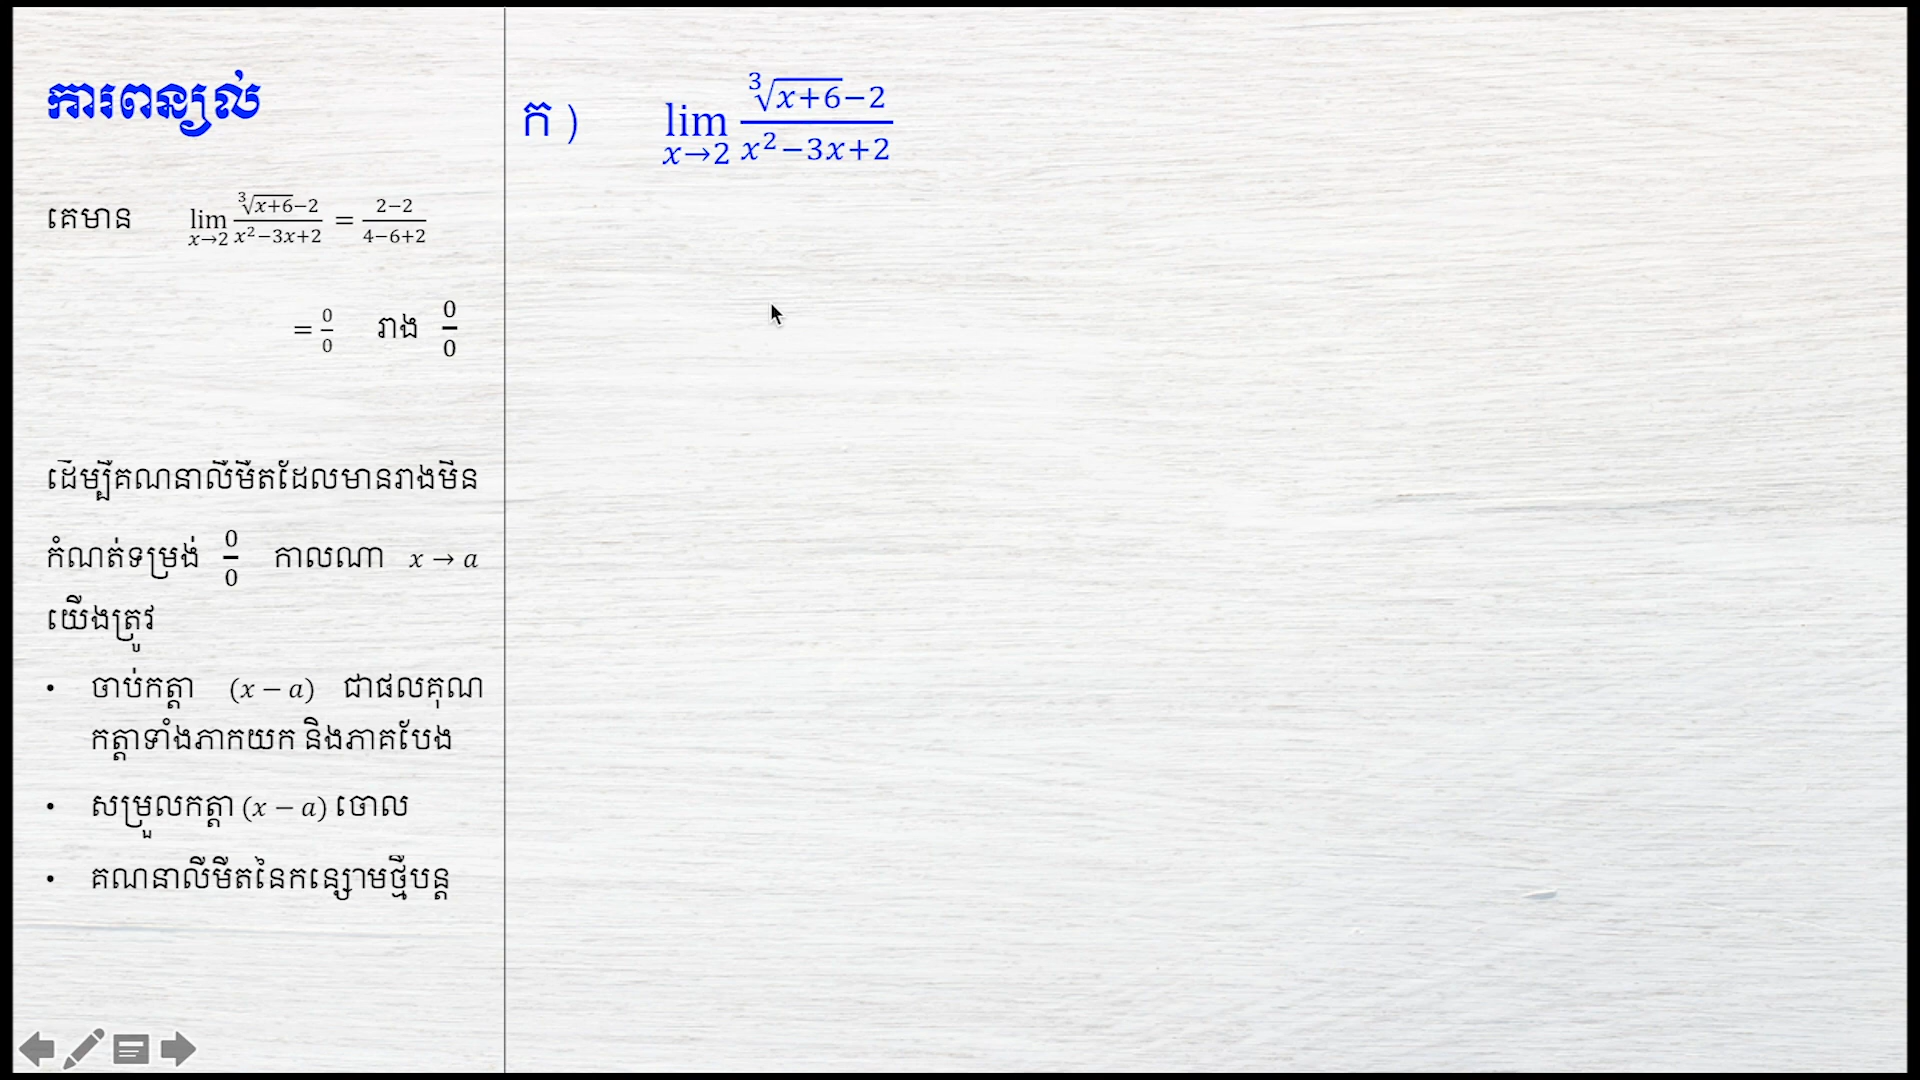 ការពន្យល់
គេមាន lim x→2 (∛(x+6)−2)/(x²−3x+2) = (2−2)/(4−6+2)
= 0/0 រាង 0/0
ដើម្បីគណនាលីមីតដែលមានរាងមិន
កំណត់ទម្រង់ 0/0 កាលណា x → a
យើងត្រូវ
• ចាប់កត្តា (x − a) ជាផលគុណ
កត្តាទាំងភាកយក និងភាគបែង
• សម្រួលកត្តា (x − a) ចោល
• គណនាលីមីតនៃកន្សោមថ្មីបន្ត
ក ) lim x→2 (∛(x+6)−2)/(x²−3x+2)